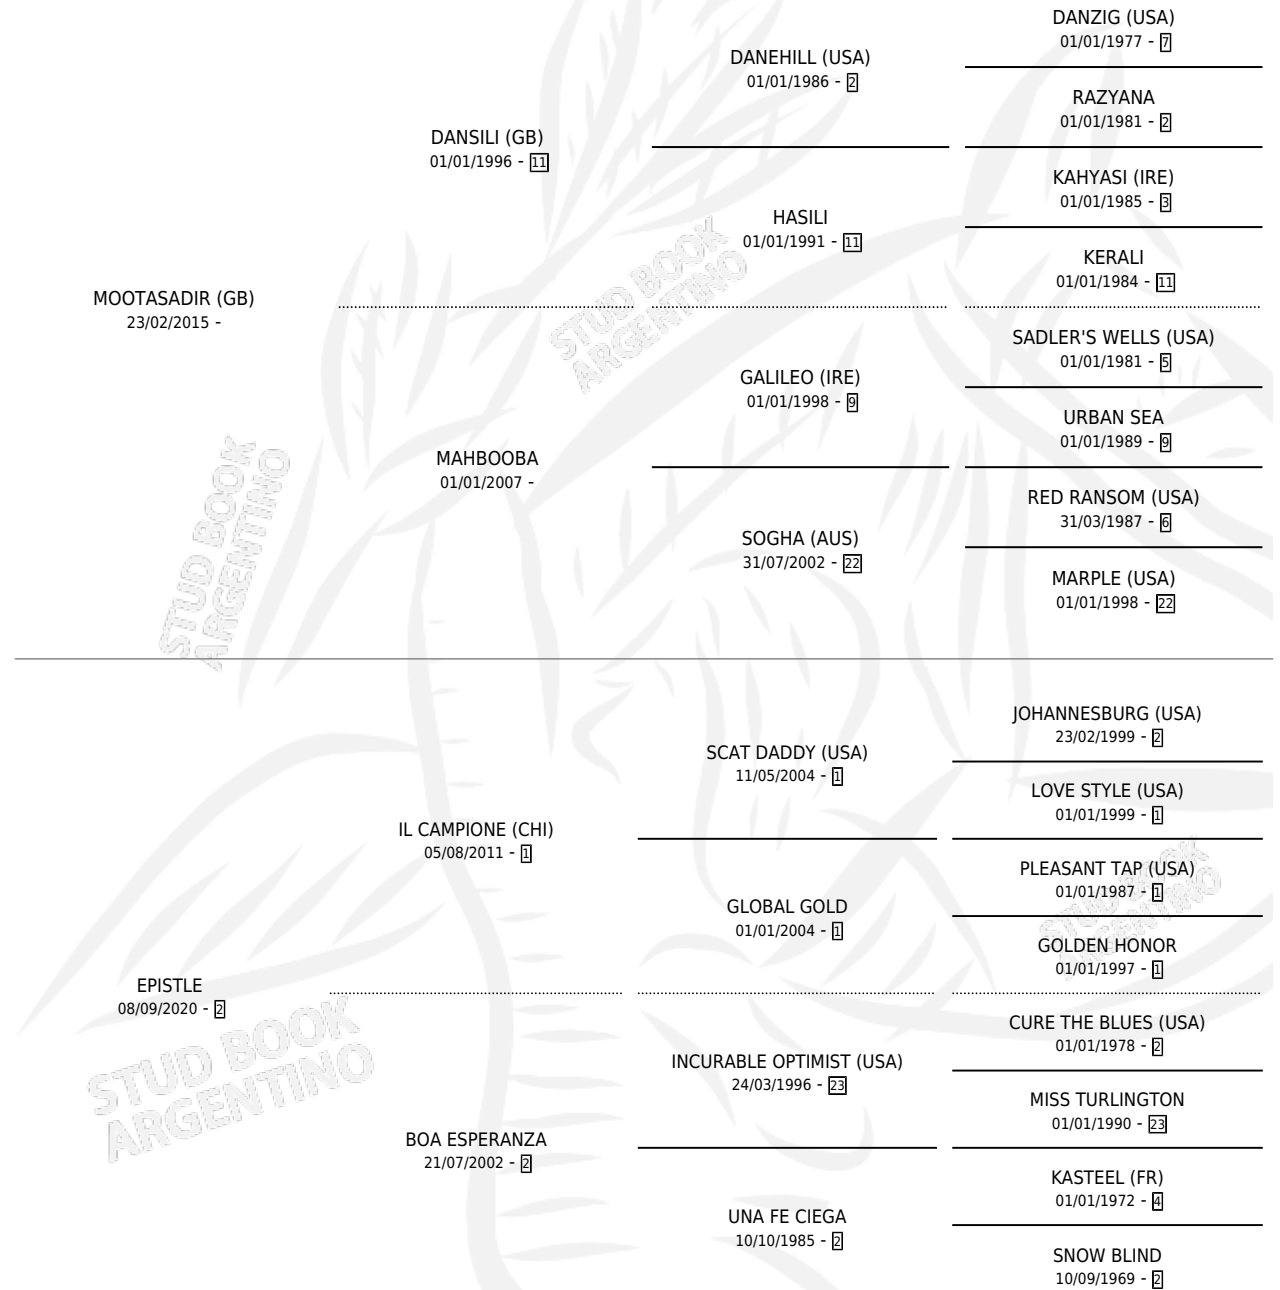 DANZIG (USA)
01/01/1977 - 7
DANEHILL (USA)
01/01/1986 - 2
RAZYANA
01/01/1981 - 2
DANSILI (GB)
01/01/1996 - 11
KAHYASI (IRE)
01/01/1985 - 3
HASILI
01/01/1991 - 11
KERALI
01/01/1984 - 11
MOOTASADIR (GB)
23/02/2015 -
STUD BOOK
ARGENTINO
SADLER'S WELLS (USA)
01/01/1981 - 5
GALILEO (IRE)
01/01/1998 - 9
URBAN SEA
01/01/1989 - 9
MAHBOOBA
01/01/2007 -
RED RANSOM (USA)
31/03/1987 - 6
SOGHA (AUS)
31/07/2002 - 22
MARPLE (USA)
01/01/1998 - 22
STUD BOOK
ARGENTINO
JOHANNESBURG (USA)
23/02/1999 - 2
SCAT DADDY (USA)
11/05/2004 - 1
LOVE STYLE (USA)
01/01/1999 - 1
IL CAMPIONE (CHI)
05/08/2011 - 1
PLEASANT TAP (USA)
01/01/1987 - 1
GLOBAL GOLD
01/01/2004 - 1
STUD BOOK
ARGENTINO
GOLDEN HONOR
01/01/1997 - 1
EPISTLE
08/09/2020 - 2
STUD BOOK
ARGENTINO
CURE THE BLUES (USA)
01/01/1978 - 2
INCURABLE OPTIMIST (USA)
24/03/1996 - 23
MISS TURLINGTON
01/01/1990 - 23
BOA ESPERANZA
21/07/2002 - 2
KASTEEL (FR)
01/01/1972 - 4
UNA FE CIEGA
10/10/1985 - 2
SNOW BLIND
10/09/1969 - 2